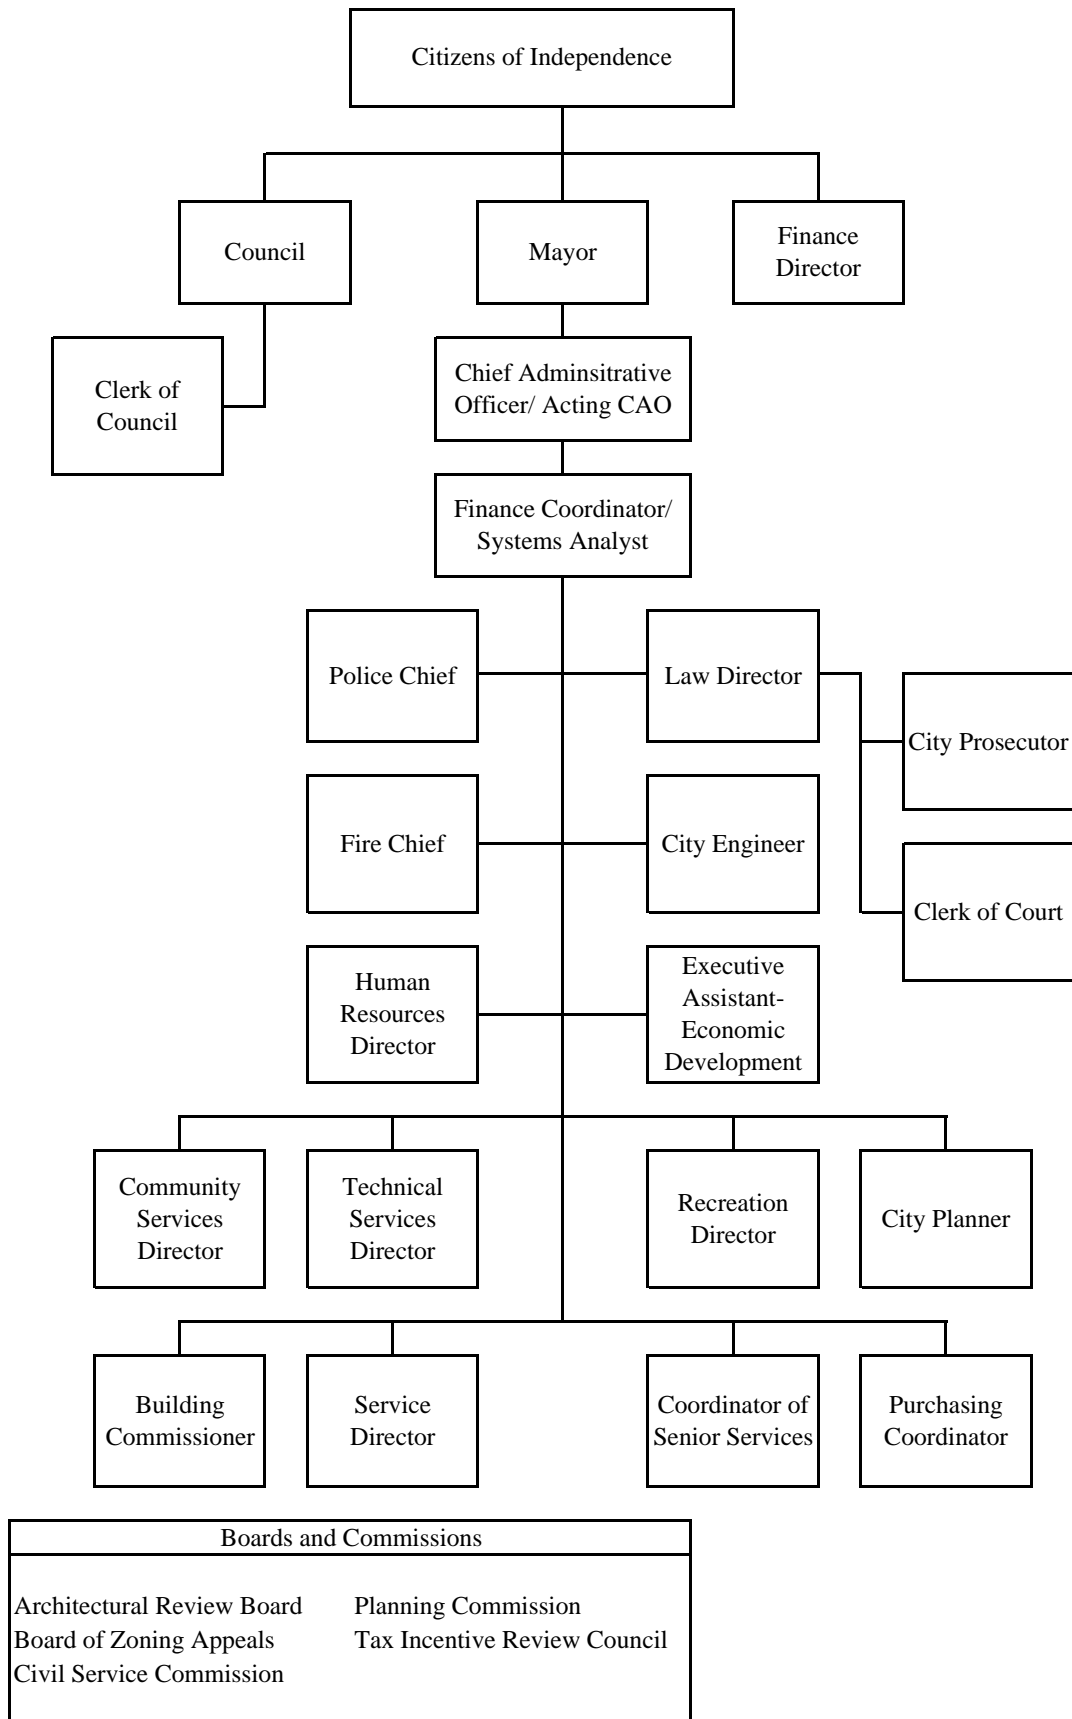 Citizens of Independence
Council
Mayor
Finance
Director
Clerk of
Council
Chief Adminsitrative
Officer/ Acting CAO
Finance Coordinator/
Systems Analyst
Police Chief
Law Director
City Prosecutor
Fire Chief
City Engineer
Clerk of Court
Human
Resources
Director
Executive
Assistant-
Economic
Development
Community
Services
Director
Technical
Services
Director
Recreation
Director
City Planner
Building
Commissioner
Service
Director
Coordinator of
Senior Services
Purchasing
Coordinator
Boards and Commissions
Architectural Review Board
Board of Zoning Appeals
Civil Service Commission
Planning Commission
Tax Incentive Review Council